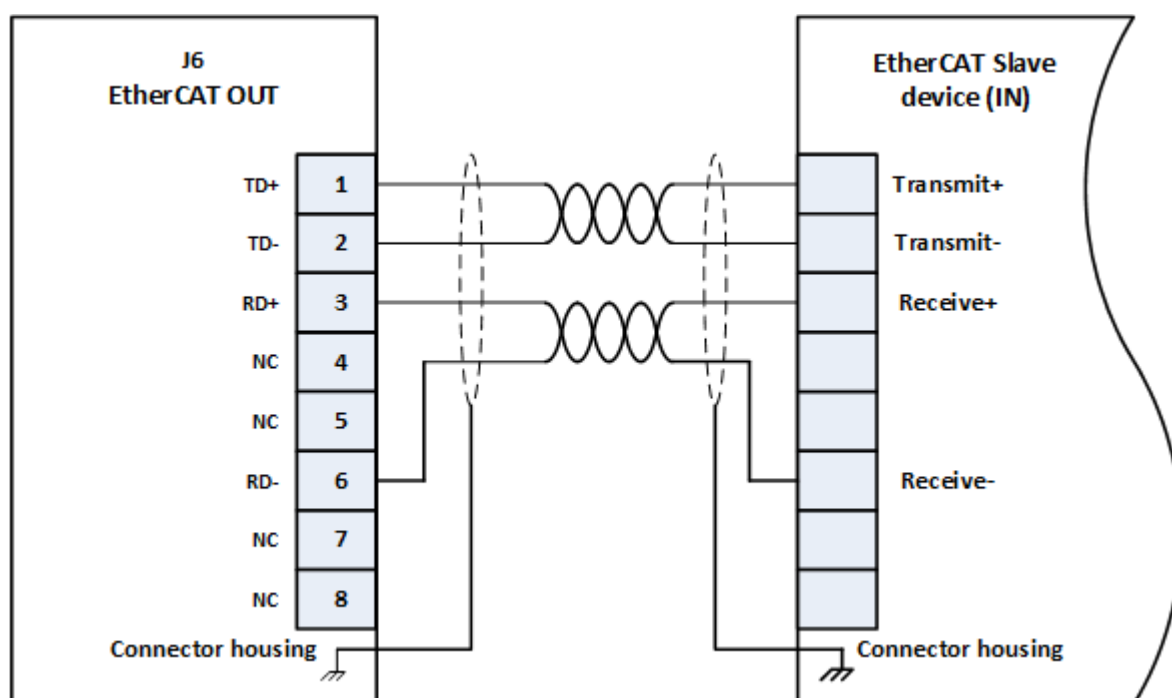 J6
EtherCAT OUT
EtherCAT Slave
device (IN)
TD+ 1 Transmit+
TD- 2 Transmit-
RD+ 3 Receive+
NC 4
NC 5
RD- 6 Receive-
NC 7
NC 8
Connector housing Connector housing